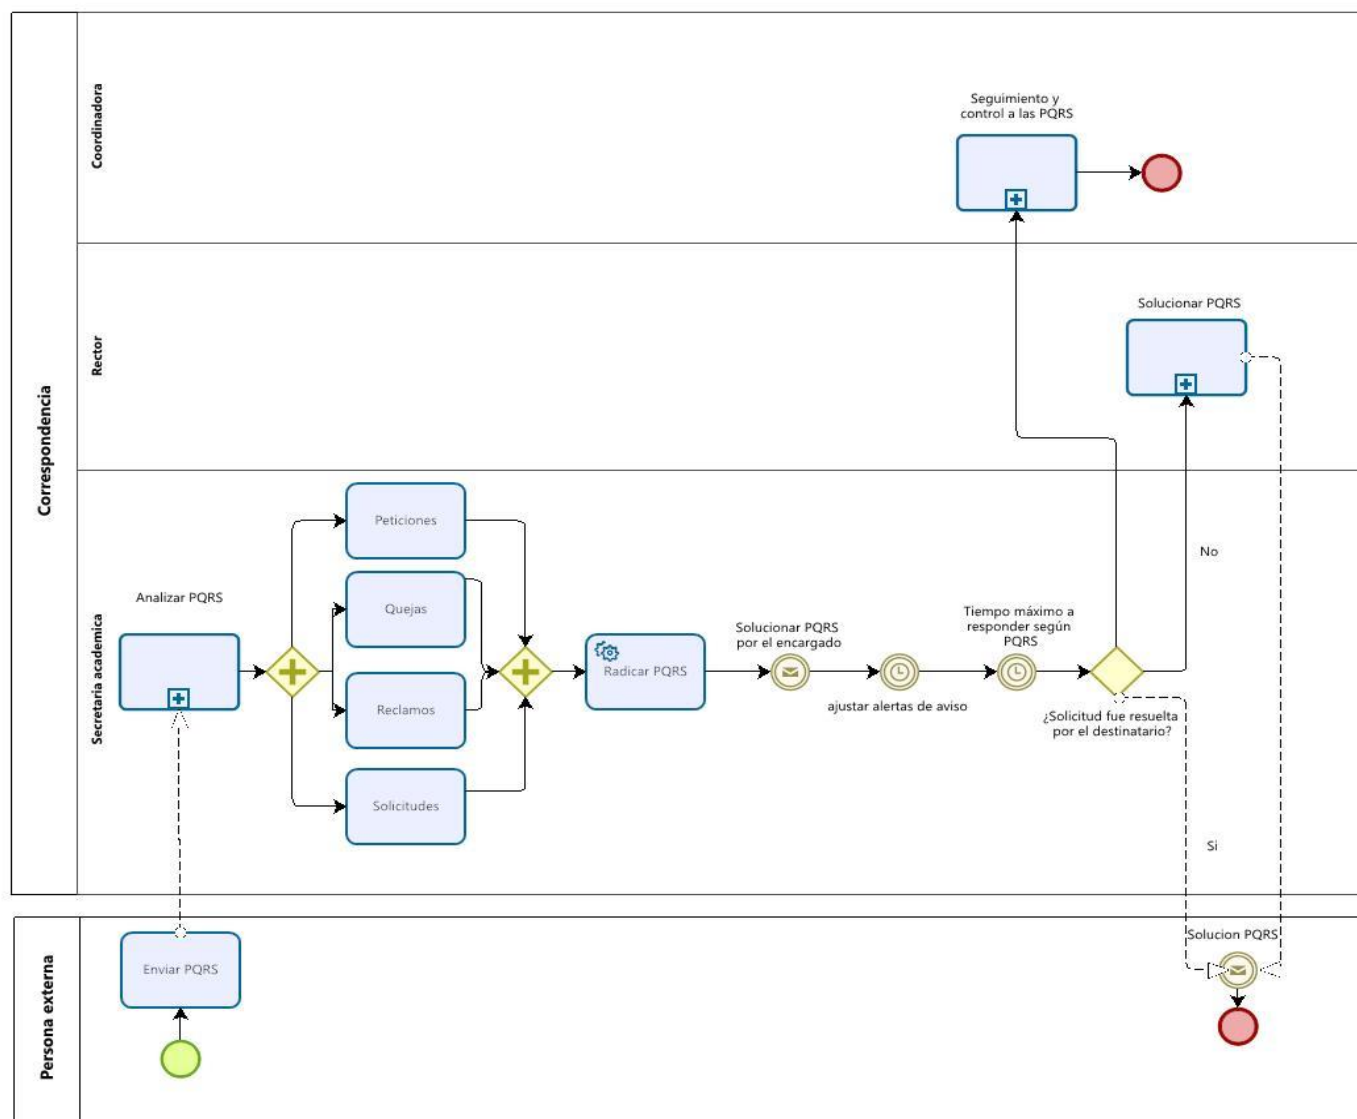 Correspondencia
Coordinadora
Seguimiento y
control a las PQRS
Rector
Solucionar PQRS
Secretaria academica
Analizar PQRS
Peticiones
Quejas
Reclamos
Solicitudes
Radicar PQRS
Solucionar PQRS
por el encargado
ajustar alertas de aviso
Tiempo máximo a
responder según
PQRS
¿Solicitud fue resuelta
por el destinatario?
No
Si
Persona externa
Enviar PQRS
Solucion PQRS